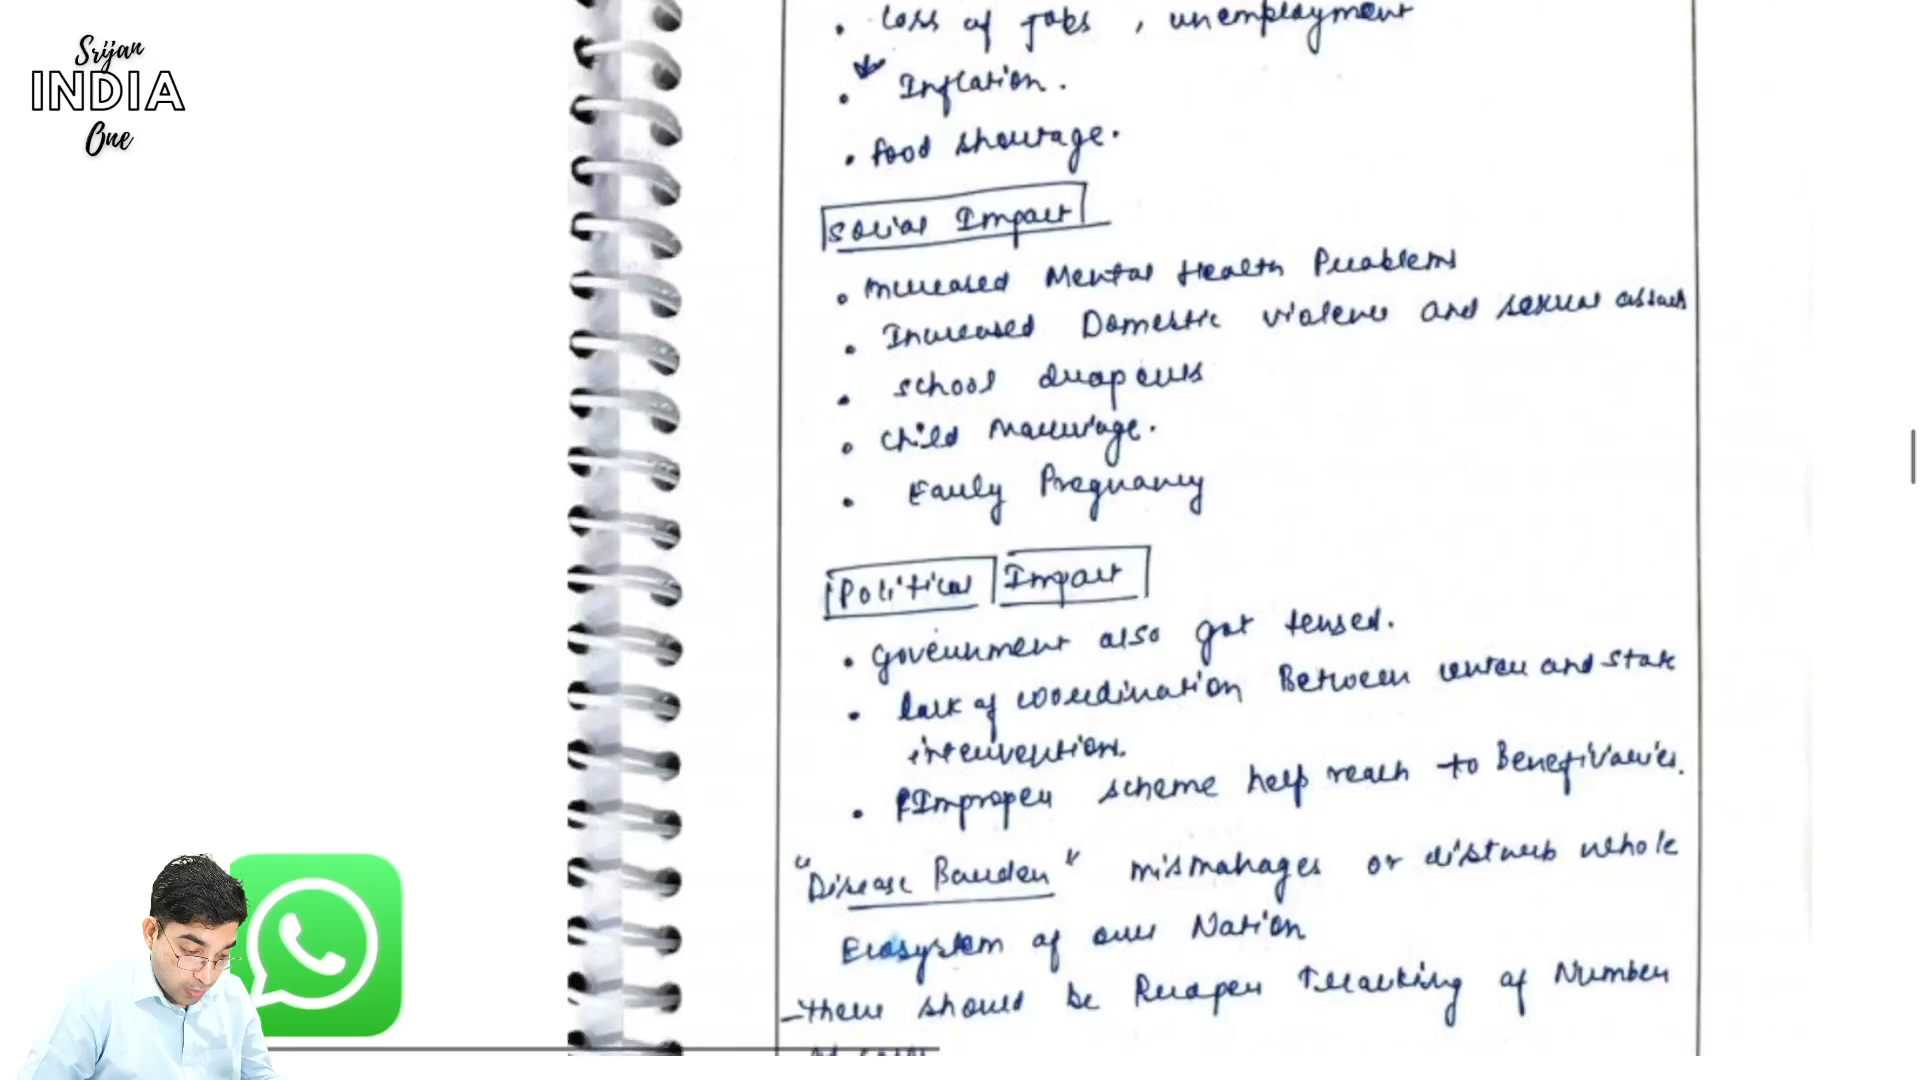 Srijan
INDIA
One
• Loss of jobs , unemployment
• Inflation.
• food shortage.
Social Impact
• Increased Mental Health Problems
• Increased Domestic violence and sexual assault
• school dropouts
• child marriage.
• Early Pregnancy
Political Impact
• Government also got tensed.
• lack of coordination Between centre and state
intervention.
• Improper scheme help reach to Beneficiaries.
"Disease Burden" mismanages or disturb whole
Ecosystem of our Nation
- There should be Proper Tracking of Number
of cases